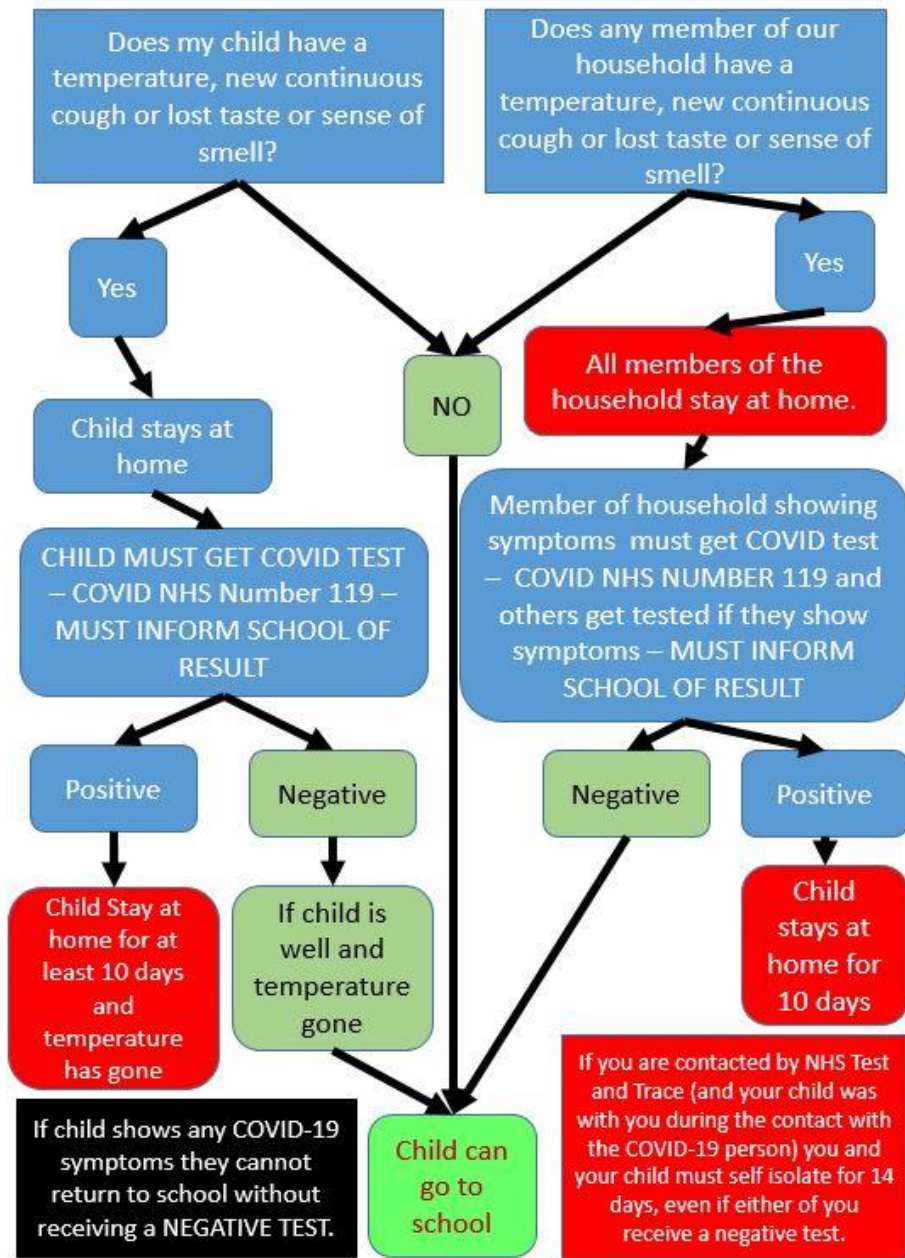 Does my child have a
temperature, new continuous
cough or lost taste or sense of
smell?
Does any member of our
household have a
temperature, new continuous
cough or lost taste or sense of
smell?
Yes
Yes
NO
All members of the
household stay at home.
Child stays at
home
CHILD MUST GET COVID TEST
– COVID NHS Number 119 –
MUST INFORM SCHOOL OF
RESULT
Member of household showing
symptoms must get COVID test
– COVID NHS NUMBER 119 and
others get tested if they show
symptoms – MUST INFORM
SCHOOL OF RESULT
Positive
Negative
Negative
Positive
Child Stay at
home for at
least 10 days
and
temperature
has gone
If child is
well and
temperature
gone
Child
stays at
home for
10 days
If child shows any COVID-19
symptoms they cannot
return to school without
receiving a NEGATIVE TEST.
Child can
go to
school
If you are contacted by NHS Test
and Trace (and your child was
with you during the contact with
the COVID-19 person) you and
your child must self isolate for 14
days, even if either of you
receive a negative test.